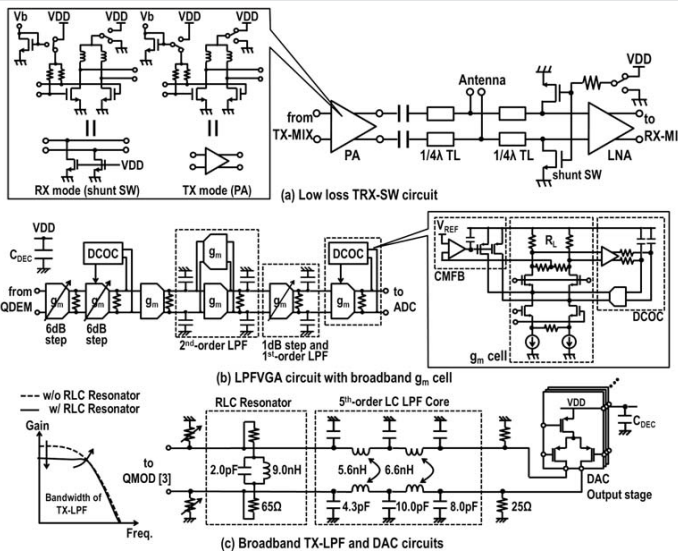 Vb VDD VDD Vb VDD VDD
VDD
RX mode (shunt SW)
TX mode (PA)
from
TX-MIX
PA
Antenna
1/4λ TL
1/4λ TL
VDD
LNA
to
RX-MI
shunt SW
(a) Low loss TRX-SW circuit
VDD
CDEC
DCOC
gm
DCOC
from
QDEM
gm
gm
gm
gm
gm
gm
to
ADC
6dB
step
6dB
step
2nd-order LPF
1dB step and
1st-order LPF
VREF
CMFB
RL
DCOC
gm cell
(b) LPFVGA circuit with broadband gm cell
w/o RLC Resonator
w/ RLC Resonator
Gain
Bandwidth of
TX-LPF
Freq.
to
QMOD [3]
RLC Resonator
2.0pF
9.0nH
65Ω
5th-order LC LPF Core
5.6nH
6.6nH
4.3pF
10.0pF
8.0pF
25Ω
VDD
CDEC
DAC
Output stage
(c) Broadband TX-LPF and DAC circuits